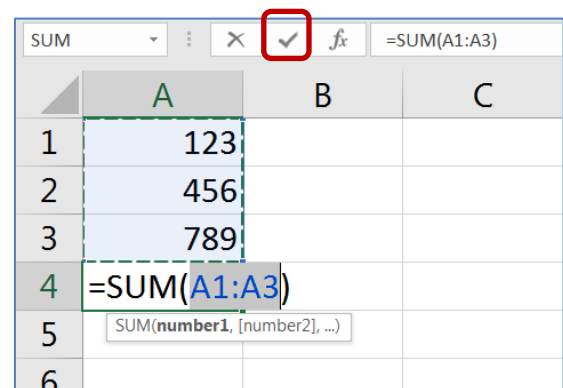 SUM fx =SUM(A1:A3)
A B C
1 123
2 456
3 789
4 =SUM(A1:A3)
SUM(number1, [number2], ...)
5
6